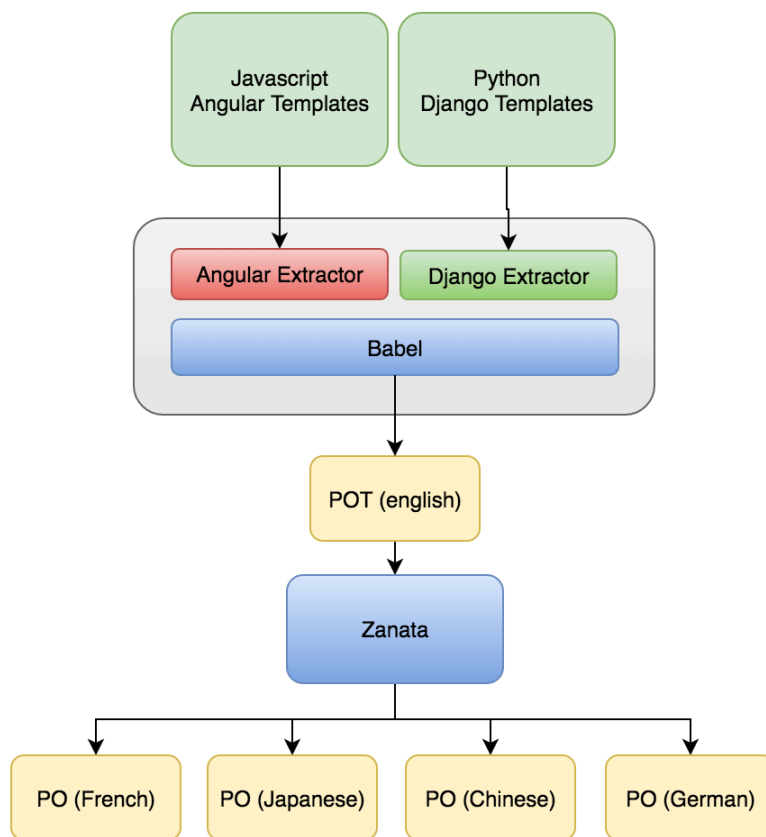 Javascript
Angular Templates
Python
Django Templates
Angular Extractor
Django Extractor
Babel
POT (english)
Zanata
PO (French)
PO (Japanese)
PO (Chinese)
PO (German)